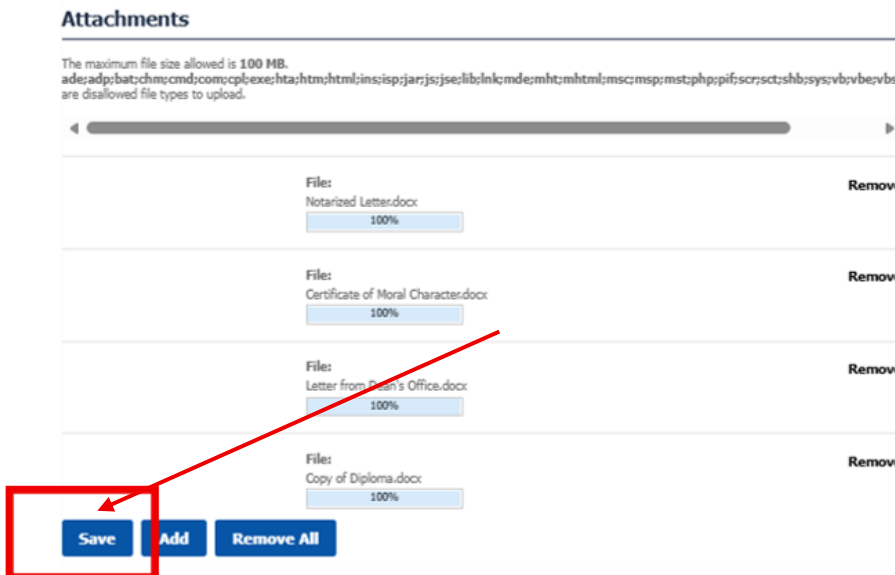 Attachments
The maximum file size allowed is 100 MB.
ade;adp;bat;chm;cmd;com;cpl;exe;hta;htm;html;ins;isp;jar;js;jse;lib;lnk;mde;mht;mhtml;msc;msp;mst;php;pif;scr;sct;shb;sys;vb;vbe;vbs
are disallowed file types to upload.
File:
Remove
Notarized Letter.docx
100%
File:
Remove
Certificate of Moral Character.docx
100%
File:
Remove
Letter from Dean's Office.docx
100%
File:
Remove
Copy of Diploma.docx
100%
Save Add Remove All